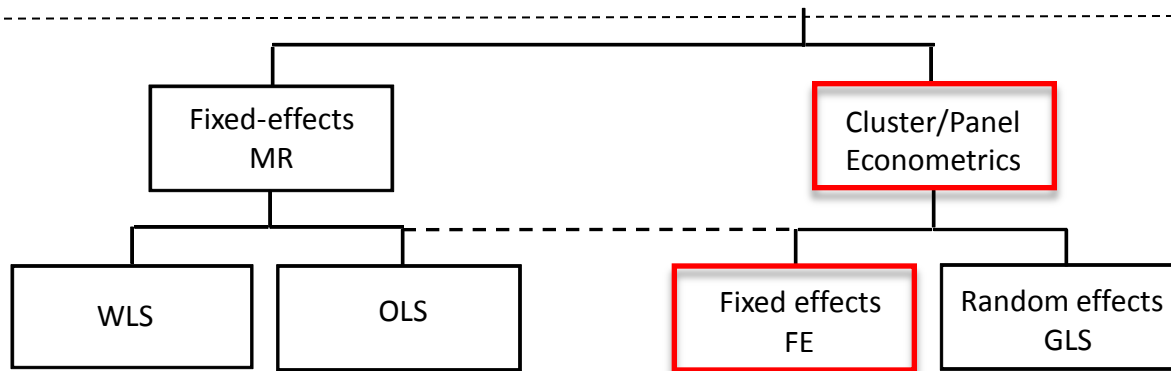 Fixed-effects
MR
Cluster/Panel
Econometrics
WLS
OLS
Fixed effects
FE
Random effects
GLS